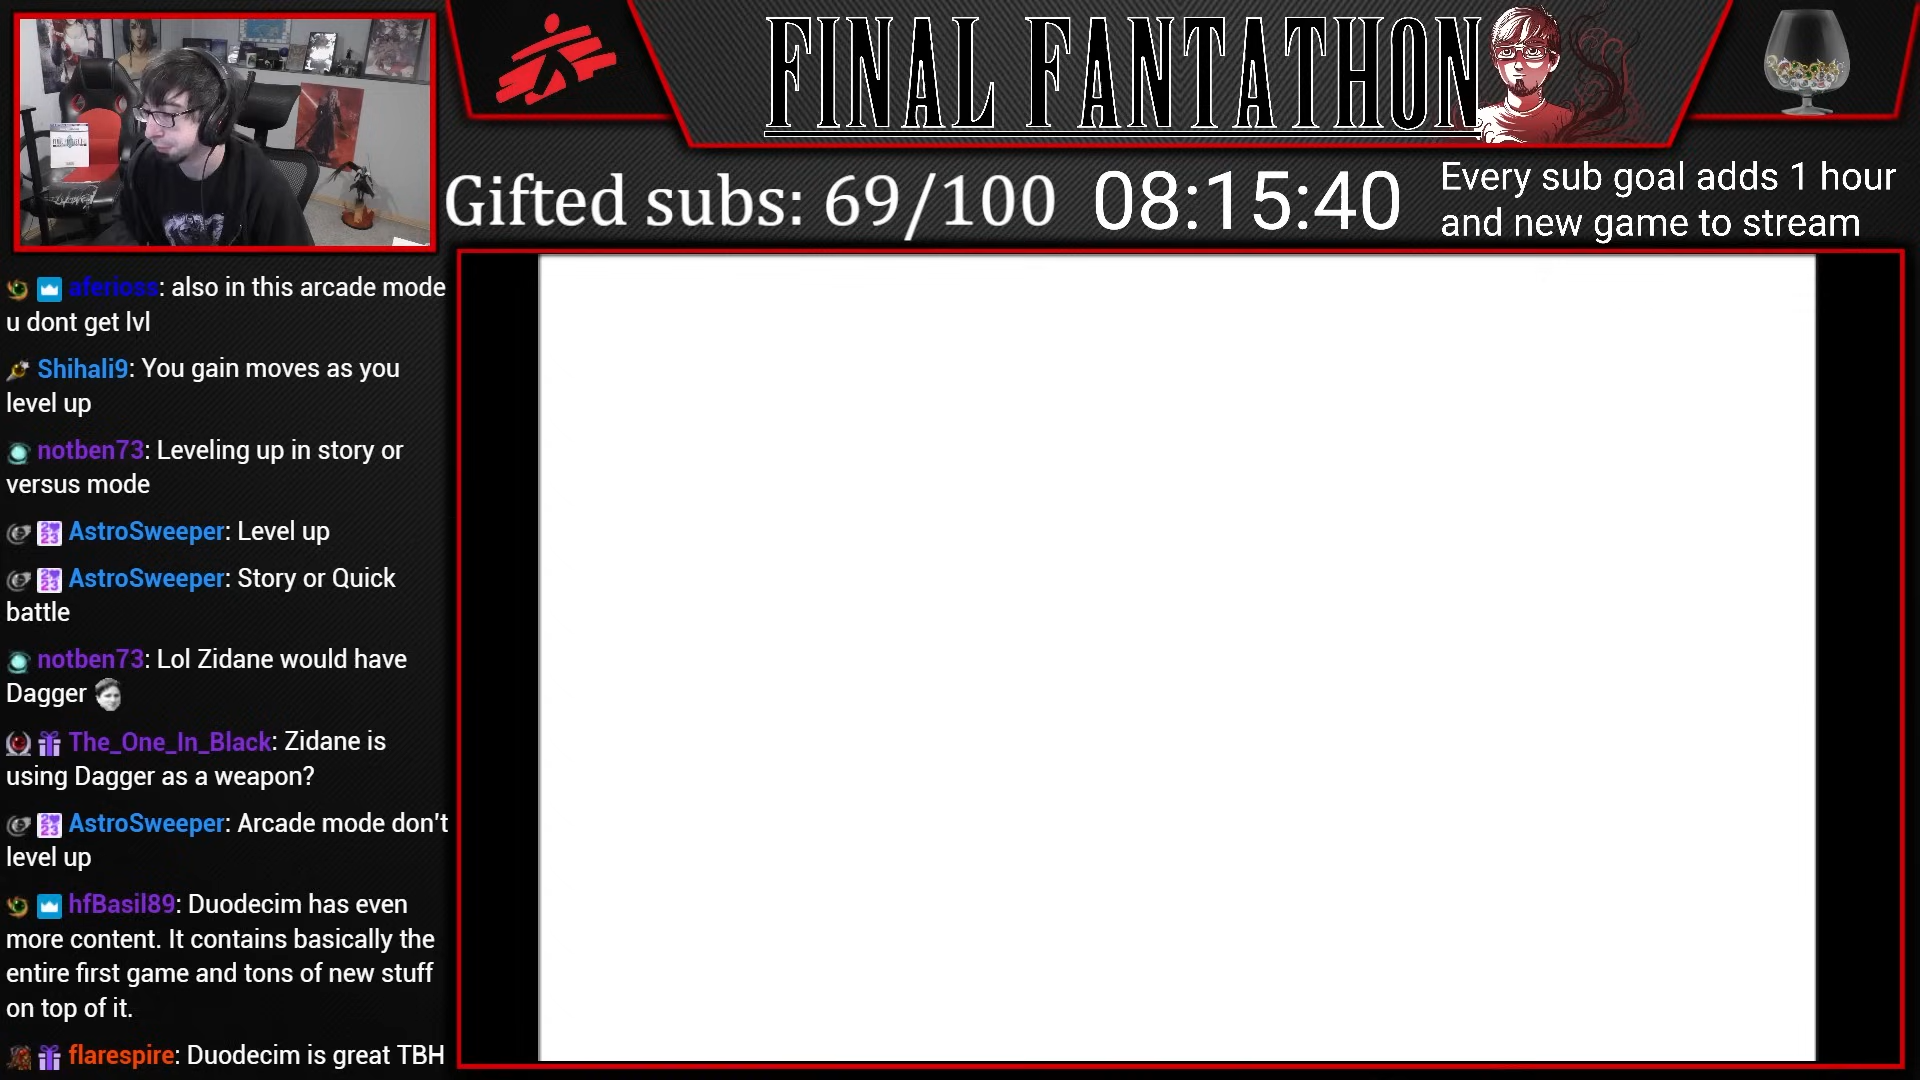 FINAL FANTATHON
Gifted subs: 69/100
08:15:40
Every sub goal adds 1 hour
and new game to stream
aferioss: also in this arcade mode
u dont get lvl
Shihali9: You gain moves as you
level up
notben73: Leveling up in story or
versus mode
AstroSweeper: Level up
AstroSweeper: Story or Quick
battle
notben73: Lol Zidane would have
Dagger
The_One_In_Black: Zidane is
using Dagger as a weapon?
AstroSweeper: Arcade mode don't
level up
hfBasil89: Duodecim has even
more content. It contains basically the
entire first game and tons of new stuff
on top of it.
flarespire: Duodecim is great TBH